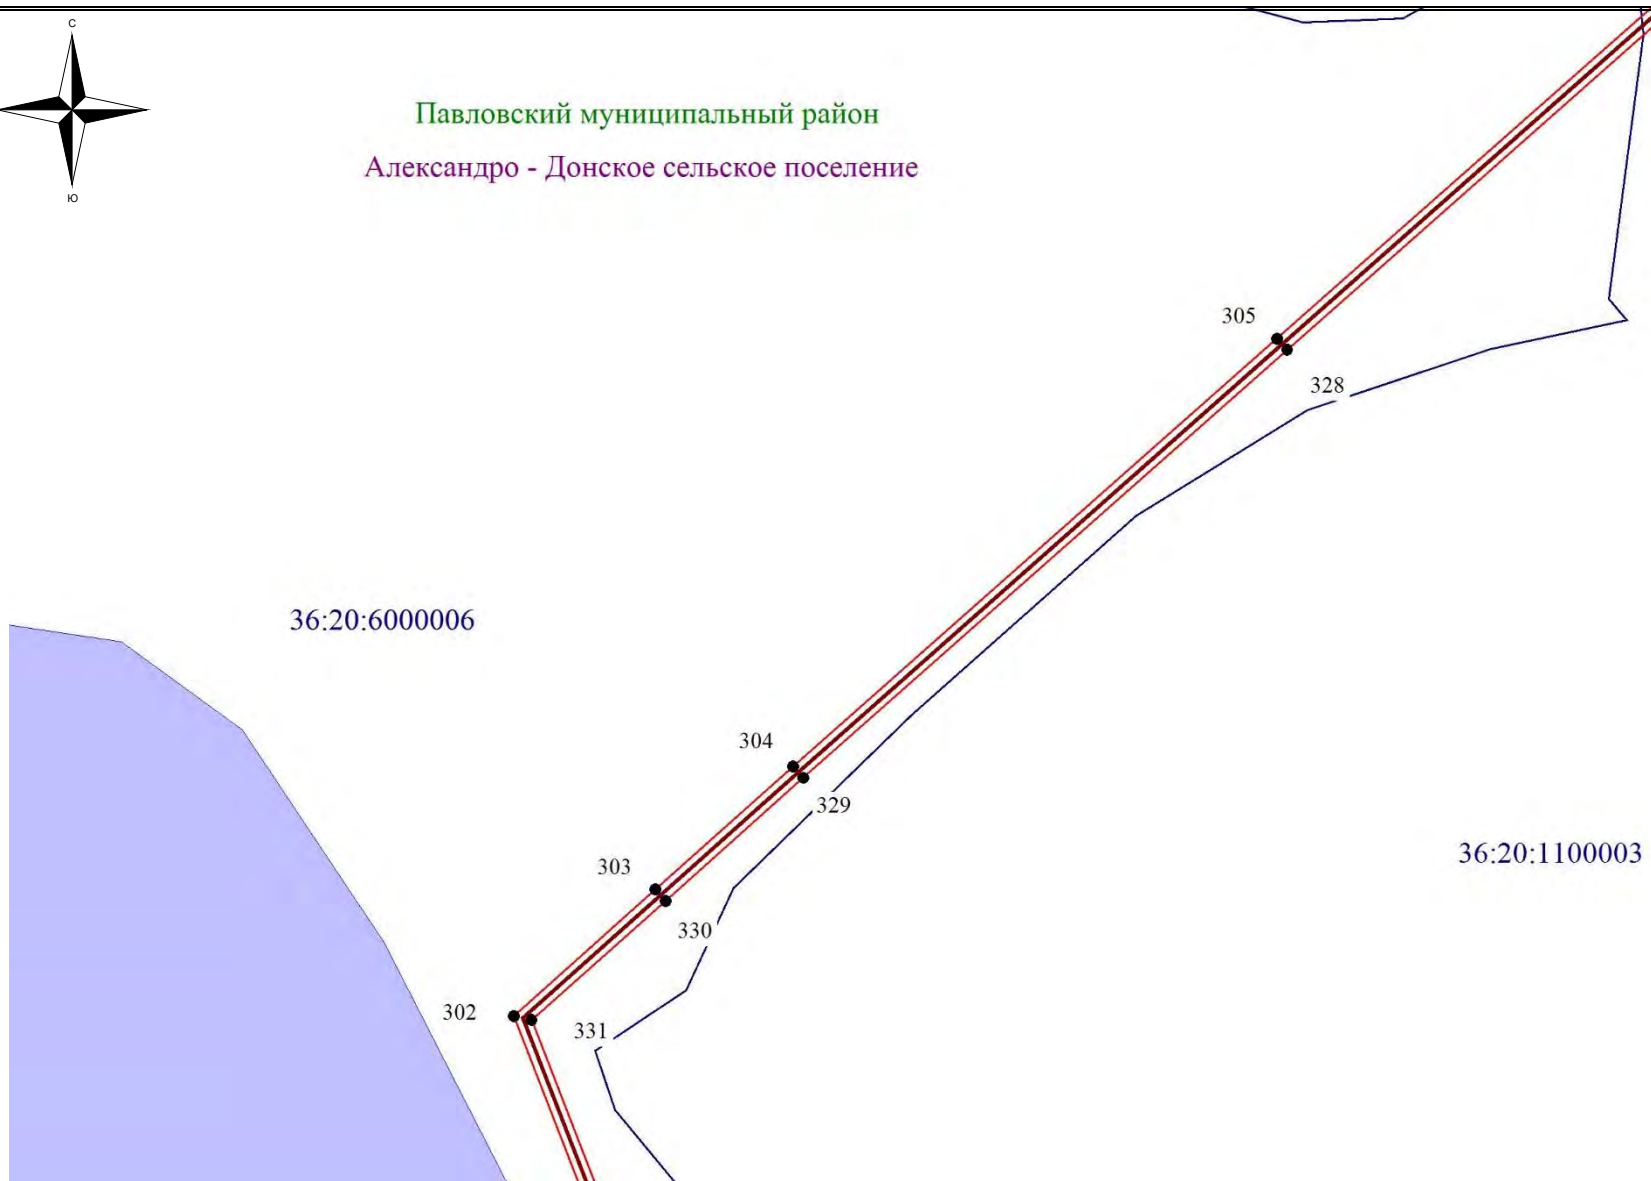 С
Ю
Павловский муниципальный район
Александро - Донское сельское поселение
305
328
36:20:6000006
304
329
36:20:1100003
303
330
302
331